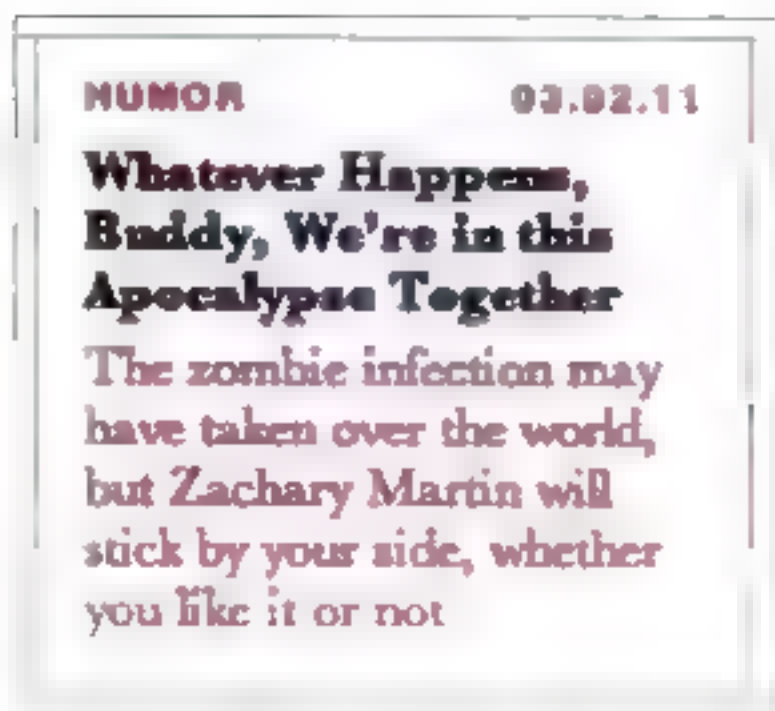 HUMOR 03.02.11
Whatever Happens,
Buddy, We're in this
Apocalypse Together
The zombie infection may
have taken over the world,
but Zachary Martin will
stick by your side, whether
you like it or not